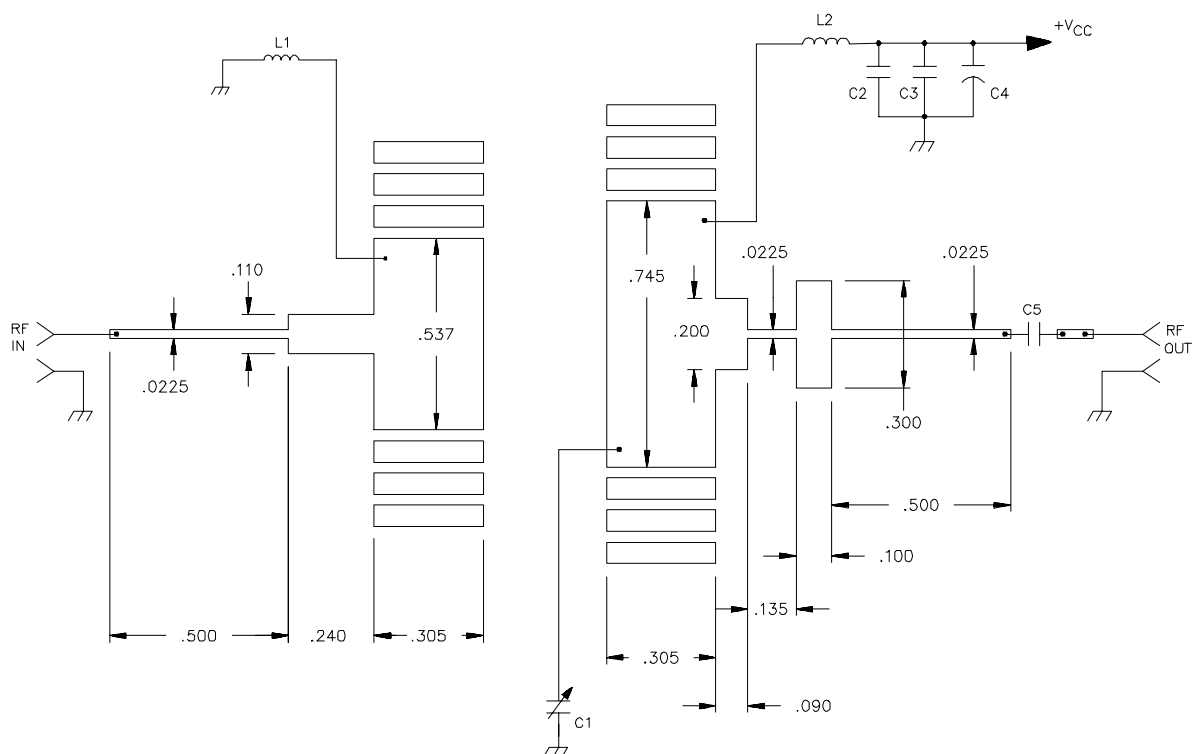 L1
L2
+VCC
C2
C3
C4
.110
.0225
.0225
.745
.537
.200
C5
RF
IN
RF
OUT
.0225
.300
.500
.100
.135
.500
.240
.305
.305
.090
C1